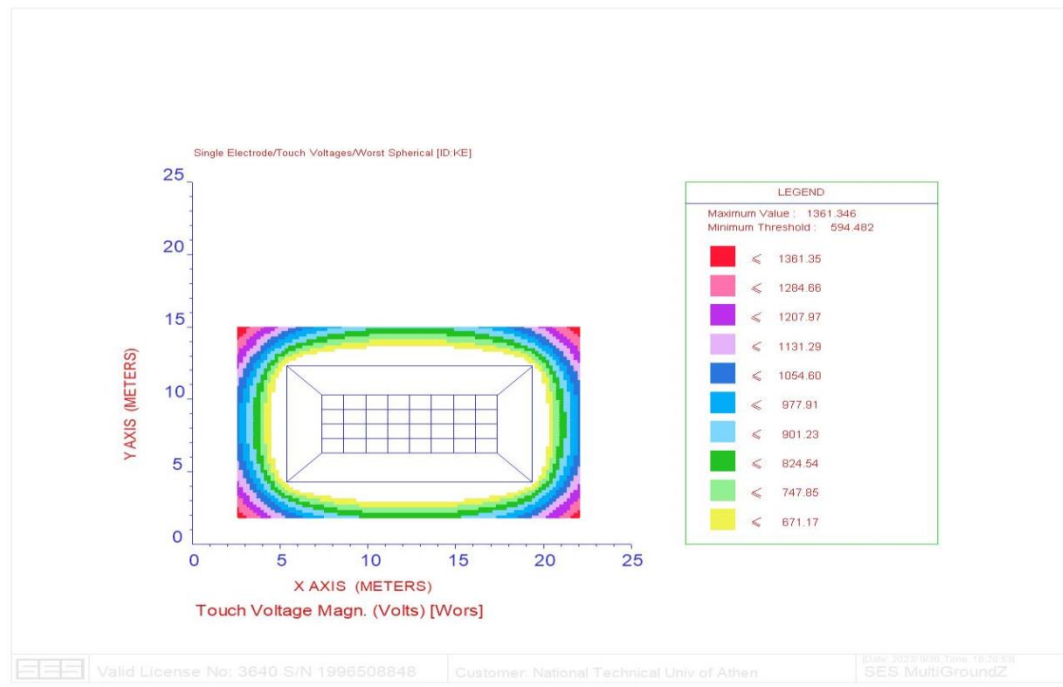 Single Electrode/Touch Voltages/Worst Spherical [ID:KE]
25
20
15
10
5
0
Y AXIS (METERS)
0 5 10 15 20 25
X AXIS (METERS)
Touch Voltage Magn. (Volts) [Wors]
LEGEND
Maximum Value : 1361.346
Minimum Threshold : 594.482
⩽ 1361.35
⩽ 1284.66
⩽ 1207.97
⩽ 1131.29
⩽ 1054.60
⩽ 977.91
⩽ 901.23
⩽ 824.54
⩽ 747.85
⩽ 671.17
SES
Valid License No: 3640 S/N 1996508848
Customer: National Technical Univ of Athen
SES MultiGroundZ